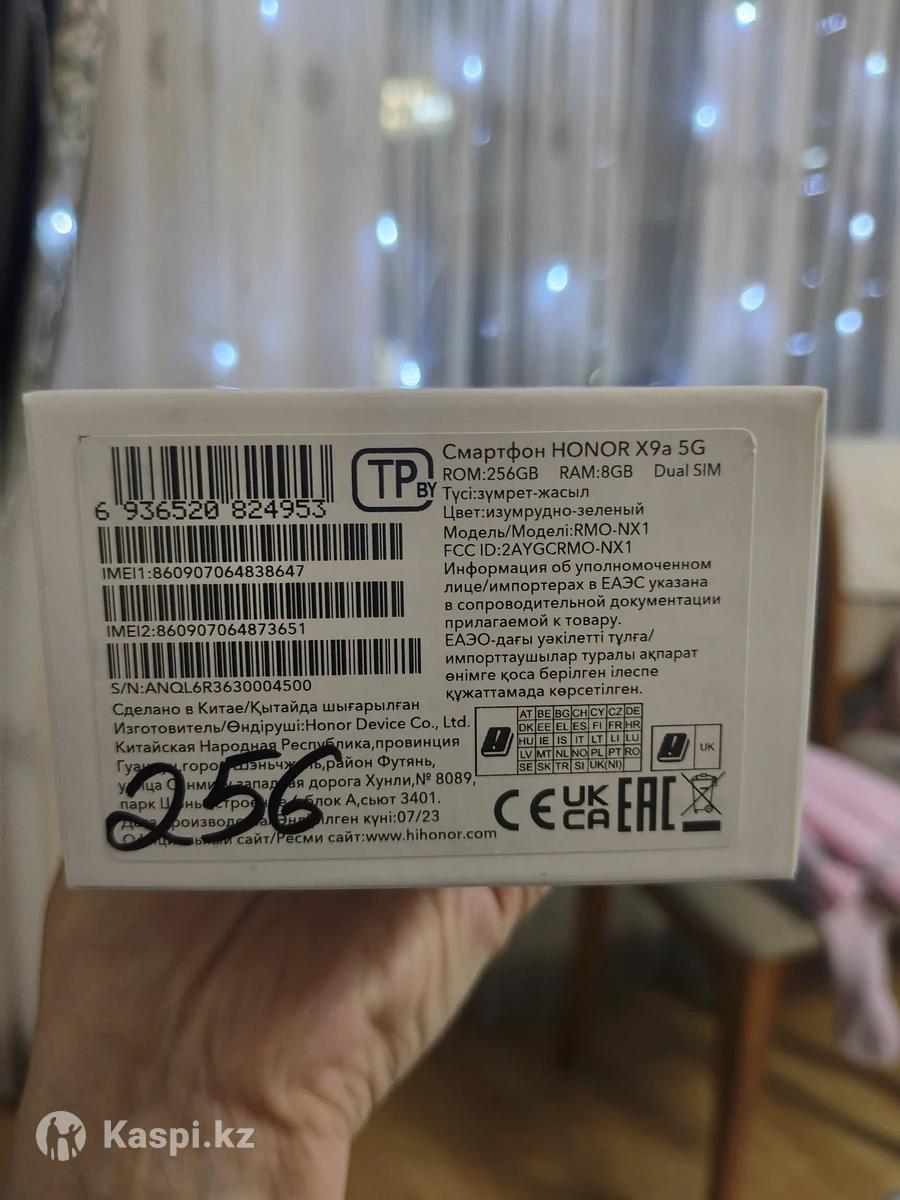 6 936520 824953
IMEI1:860907064838647
IMEI2:860907064873651
S/N:ANQL6R3630004500
TP BY
Смартфон HONOR X9a 5G
ROM:256GB RAM:8GB Dual SIM
Түсі:зүмрет-жасыл
Цвет:изумрудно-зеленый
Модель/Моделі:RMO-NX1
FCC ID:2AYGCRMO-NX1
Информация об уполномоченном
лице/импортерах в ЕАЭС указана
в сопроводительной документации
прилагаемой к товару.
ЕАЭО-дағы уәкілетті тұлға/
импорттаушылар туралы ақпарат
өнімге қоса берілген ілеспе
құжаттамада көрсетілген.
Сделано в Китае/Қытайда шығарылған
Изготовитель/Өндіруші:Honor Device Co., Ltd.
Китайская Народная Республика,провинция
район Футянь,
дорога Хунли,№ 8089,
парк блок А,сьют 3401.
күні:07/23
сайт/Ресми сайт:www.hihonor.com
256
AT BE BG CH CY CZ DE
DK EE EL ES FI FR HR
HU IE IS IT LT LI LU
LV MT NL NO PL PT RO
SE SK TR SI UK(NI)
UK
CE UK CA EAC
Kaspi.kz